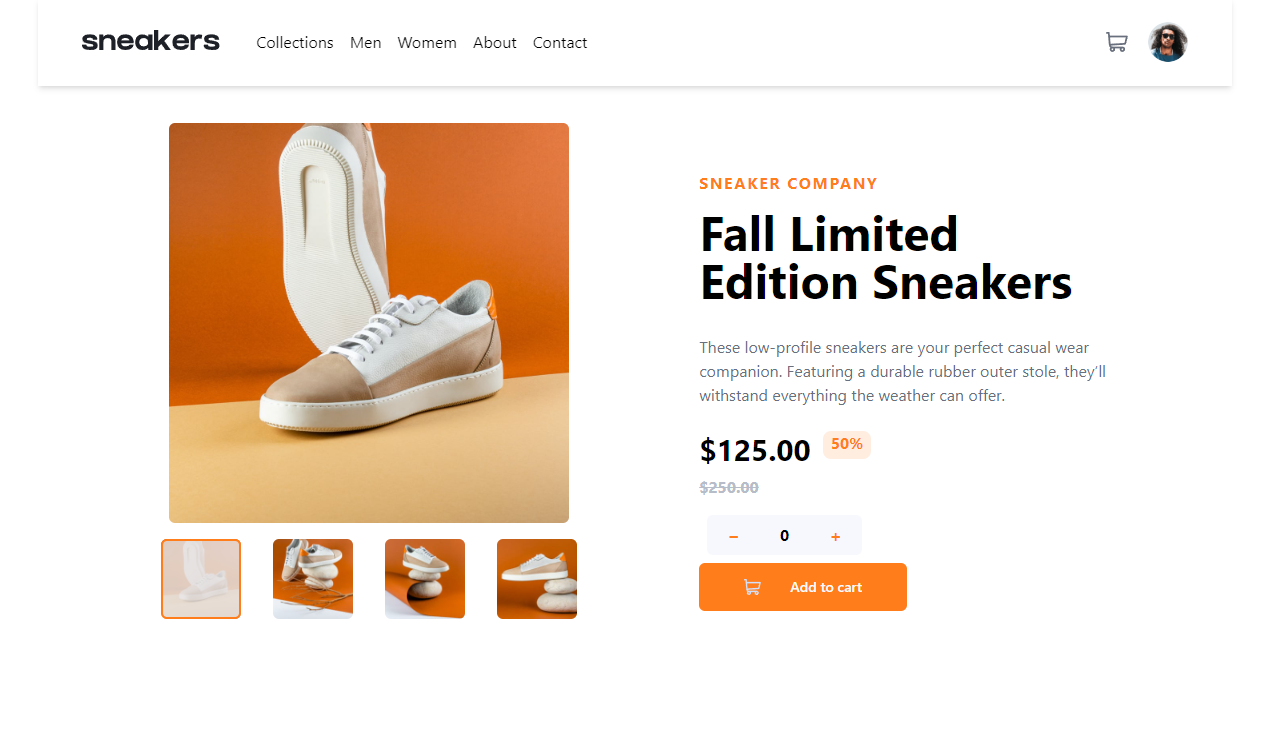 sneakers Collections Men Womem About Contact
SNEAKER COMPANY
Fall Limited
Edition Sneakers
These low-profile sneakers are your perfect casual wear
companion. Featuring a durable rubber outer stole, they’ll
withstand everything the weather can offer.
$125.00 50%
$250.00
− 0 +
Add to cart